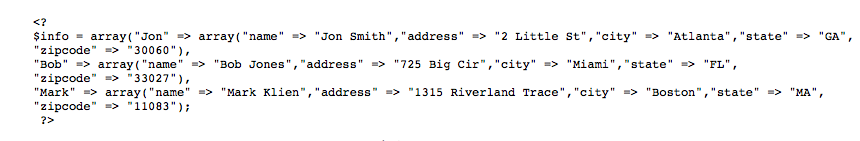 <?
$info = array("Jon" => array("name" => "Jon Smith","address" => "2 Little St","city" => "Atlanta","state" => "GA",
"zipcode" => "30060"),
"Bob" => array("name" => "Bob Jones","address" => "725 Big Cir","city" => "Miami","state" => "FL",
"zipcode" => "33027"),
"Mark" => array("name" => "Mark Klien","address" => "1315 Riverland Trace","city" => "Boston","state" => "MA",
"zipcode" => "11083");
?>